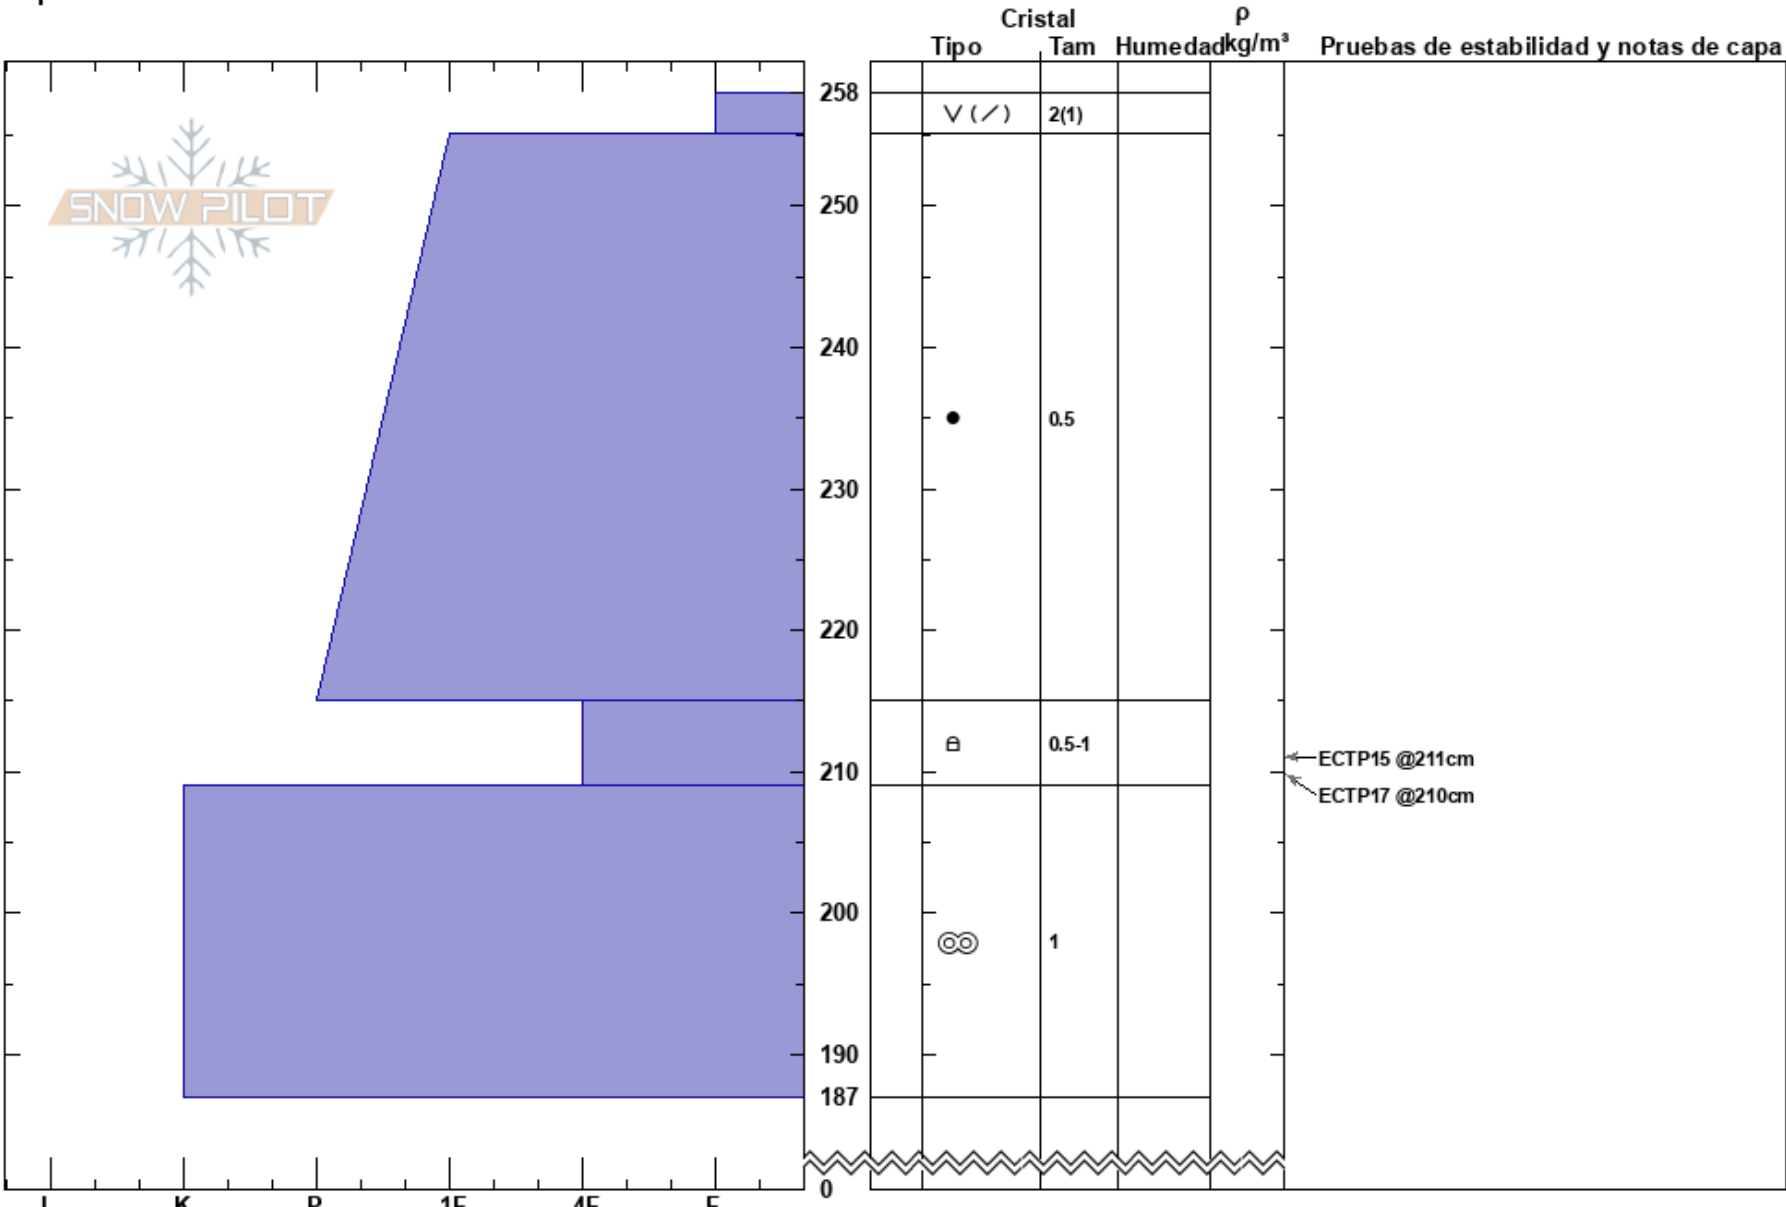 Cristal ρ
Tipo Tam Humedad kg/m³ Pruebas de estabilidad y notas de capa
258
2(1)
SNOW PILOT
250
240
0.5
230
220
0.5-1
ECTP15 @211cm
210
ECTP17 @210cm
200
1
190
187
0
I K P 1F 4F F